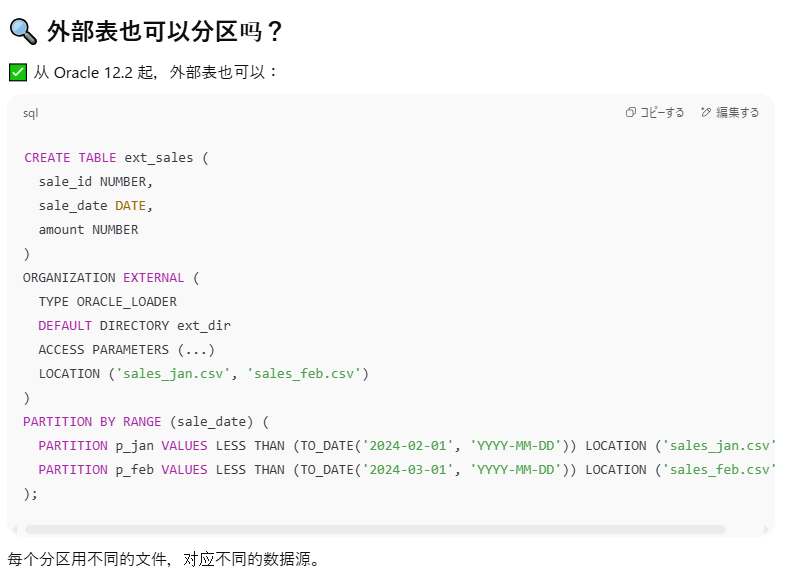 🔍 外部表也可以分区吗？
✅ 从 Oracle 12.2 起，外部表也可以：
sql
コピーする 編集する
CREATE TABLE ext_sales (
  sale_id NUMBER,
  sale_date DATE,
  amount NUMBER
)
ORGANIZATION EXTERNAL (
  TYPE ORACLE_LOADER
  DEFAULT DIRECTORY ext_dir
  ACCESS PARAMETERS (...)
  LOCATION ('sales_jan.csv', 'sales_feb.csv')
)
PARTITION BY RANGE (sale_date) (
  PARTITION p_jan VALUES LESS THAN (TO_DATE('2024-02-01', 'YYYY-MM-DD')) LOCATION ('sales_jan.csv'
  PARTITION p_feb VALUES LESS THAN (TO_DATE('2024-03-01', 'YYYY-MM-DD')) LOCATION ('sales_feb.csv'
);
每个分区用不同的文件，对应不同的数据源。